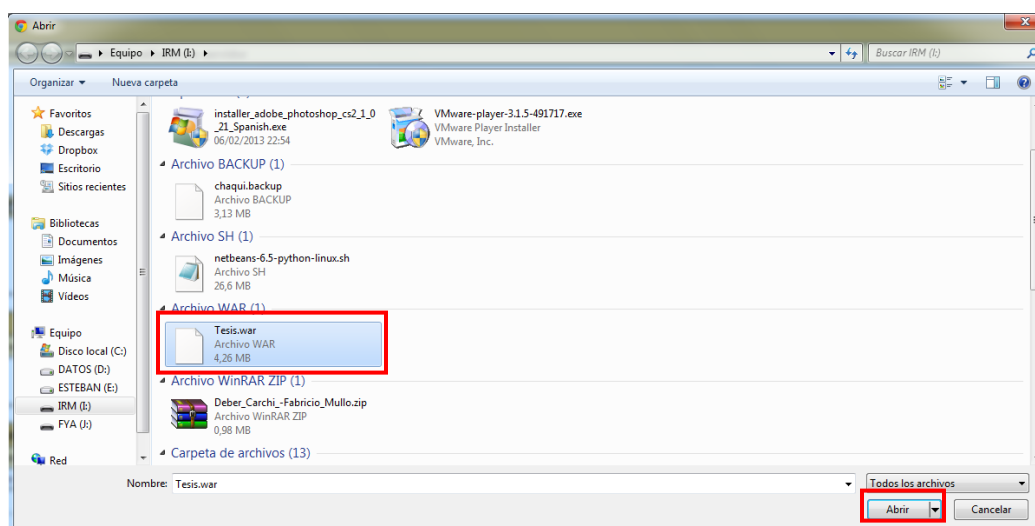 Abrir
Equipo ▸ IRM (I:) ▸
Buscar IRM (I:)
Organizar
Nueva carpeta
Favoritos
Descargas
Dropbox
Escritorio
Sitios recientes
Bibliotecas
Documentos
Imágenes
Música
Vídeos
Equipo
Disco local (C:)
DATOS (D:)
ESTEBAN (E:)
IRM (I:)
FYA (J:)
Red
installer_adobe_photoshop_cs2_1_0
_21_Spanish.exe
06/02/2013 22:54
VMware-player-3.1.5-491717.exe
VMware Player Installer
VMware, Inc.
Archivo BACKUP (1)
chaqui.backup
Archivo BACKUP
3,13 MB
Archivo SH (1)
netbeans-6.5-python-linux.sh
Archivo SH
26,6 MB
Archivo WAR (1)
Tesis.war
Archivo WAR
4,26 MB
Archivo WinRAR ZIP (1)
Deber_Carchi_-Fabricio_Mullo.zip
Archivo WinRAR ZIP
0,98 MB
Carpeta de archivos (13)
Nombre: Tesis.war
Todos los archivos
Abrir
Cancelar